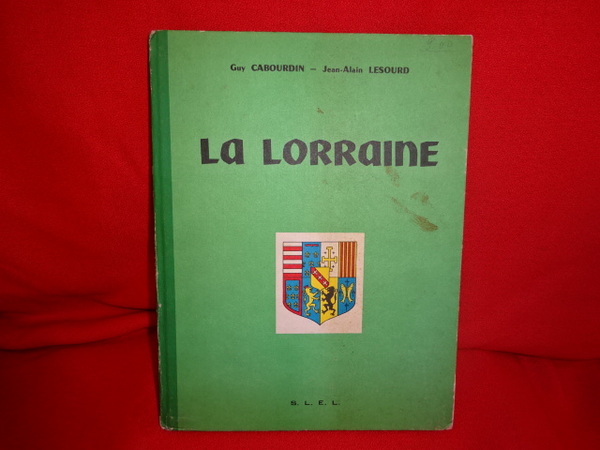 Guy CABOURDIN – Jean-Alain LESOURD
La LORRaine
S. L. E. L.